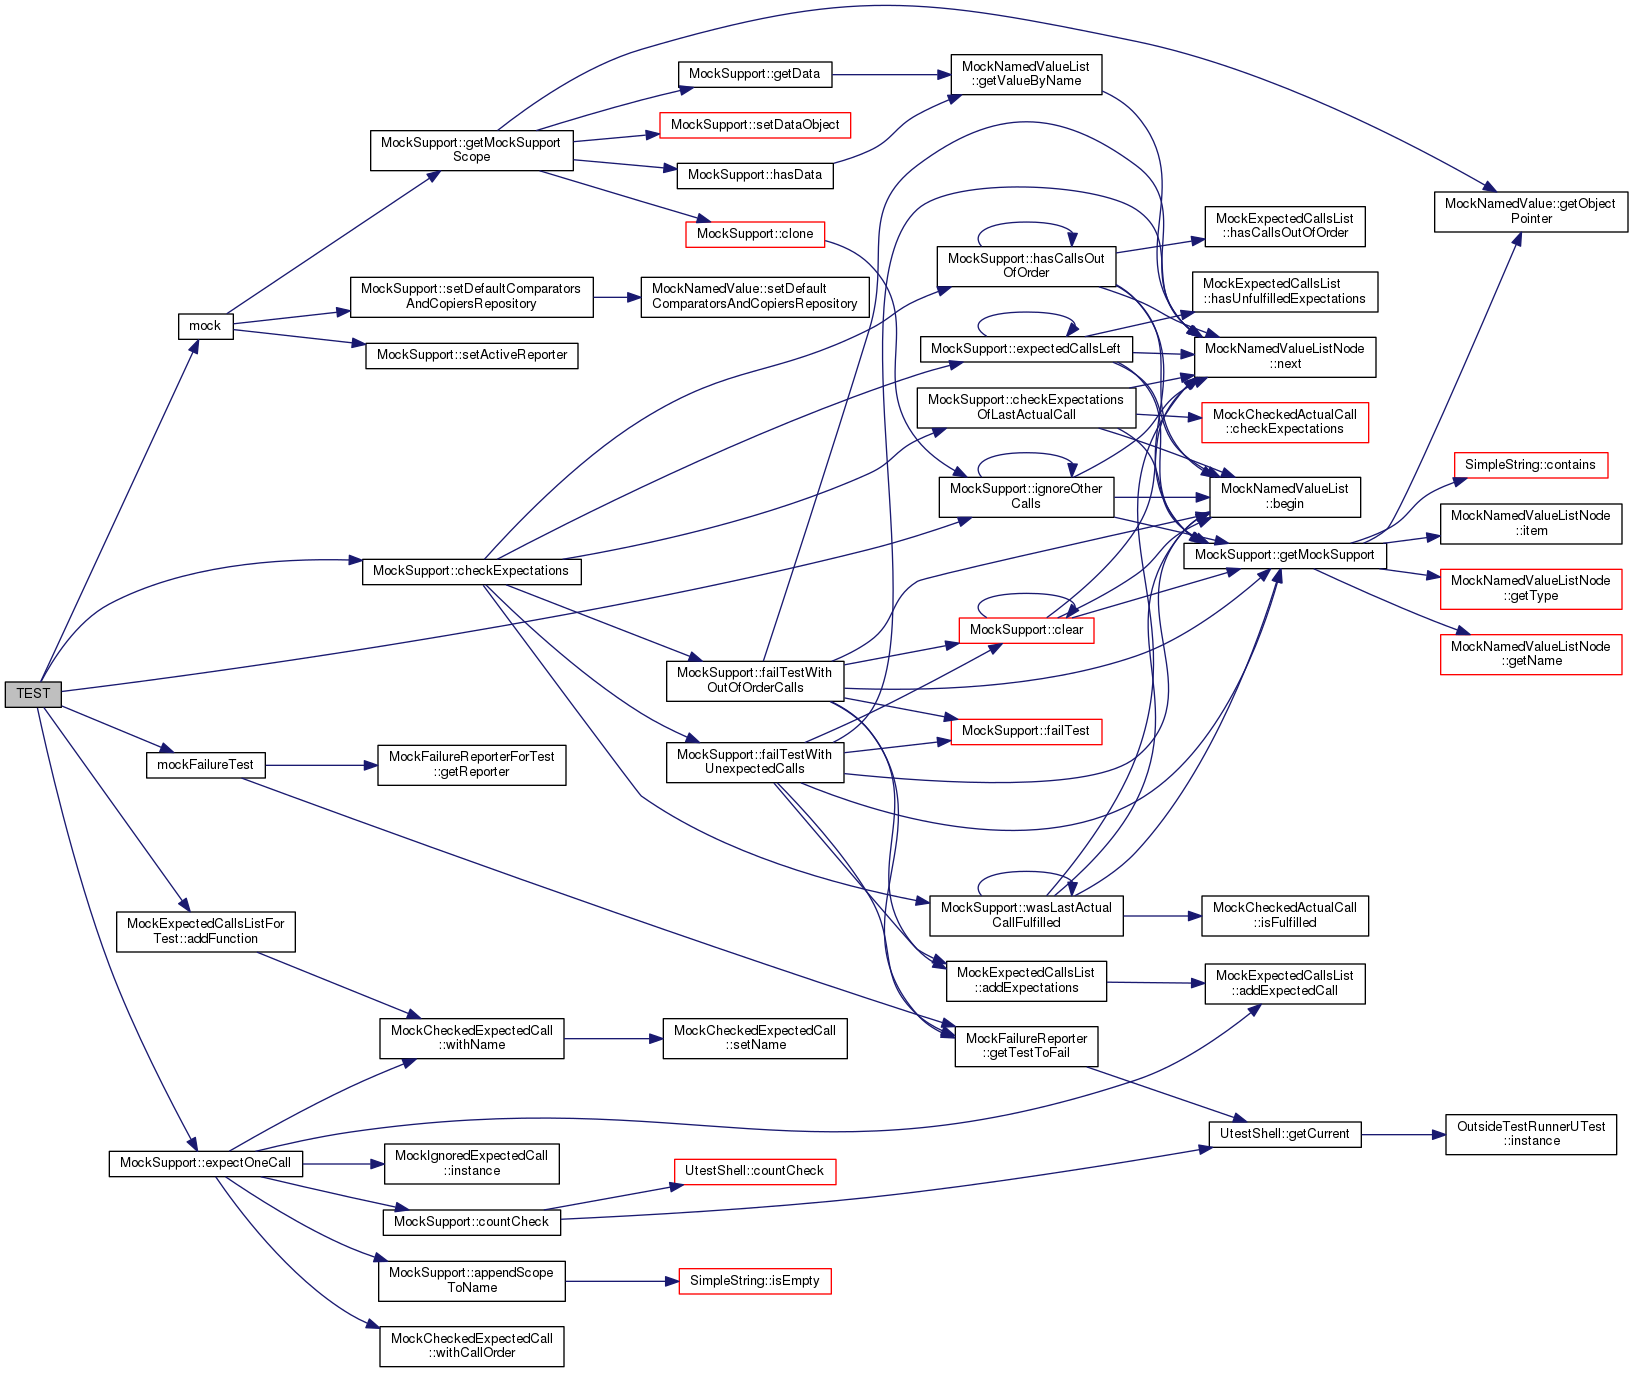 TEST
mock
MockSupport::getMockSupport
Scope
MockSupport::getData
MockSupport::setDataObject
MockSupport::hasData
MockSupport::clone
MockNamedValueList
::getValueByName
MockNamedValue::getObject
Pointer
MockSupport::setDefaultComparators
AndCopiersRepository
MockNamedValue::setDefault
ComparatorsAndCopiersRepository
MockSupport::setActiveReporter
MockSupport::hasCallsOut
OfOrder
MockExpectedCallsList
::hasCallsOutOfOrder
MockExpectedCallsList
::hasUnfulfilledExpectations
MockSupport::expectedCallsLeft
MockNamedValueListNode
::next
MockSupport::checkExpectations
OfLastActualCall
MockCheckedActualCall
::checkExpectations
MockSupport::ignoreOther
Calls
MockNamedValueList
::begin
SimpleString::contains
MockNamedValueListNode
::item
MockSupport::getMockSupport
MockNamedValueListNode
::getType
MockNamedValueListNode
::getName
MockSupport::checkExpectations
MockSupport::clear
MockSupport::failTestWith
OutOfOrderCalls
MockSupport::failTest
MockSupport::failTestWith
UnexpectedCalls
mockFailureTest
MockFailureReporterForTest
::getReporter
MockSupport::wasLastActual
CallFulfilled
MockCheckedActualCall
::isFulfilled
MockExpectedCallsListFor
Test::addFunction
MockExpectedCallsList
::addExpectations
MockExpectedCallsList
::addExpectedCall
MockCheckedExpectedCall
::withName
MockCheckedExpectedCall
::setName
MockFailureReporter
::getTestToFail
UtestShell::getCurrent
OutsideTestRunnerUTest
::instance
MockSupport::expectOneCall
MockIgnoredExpectedCall
::instance
UtestShell::countCheck
MockSupport::countCheck
MockSupport::appendScope
ToName
SimpleString::isEmpty
MockCheckedExpectedCall
::withCallOrder